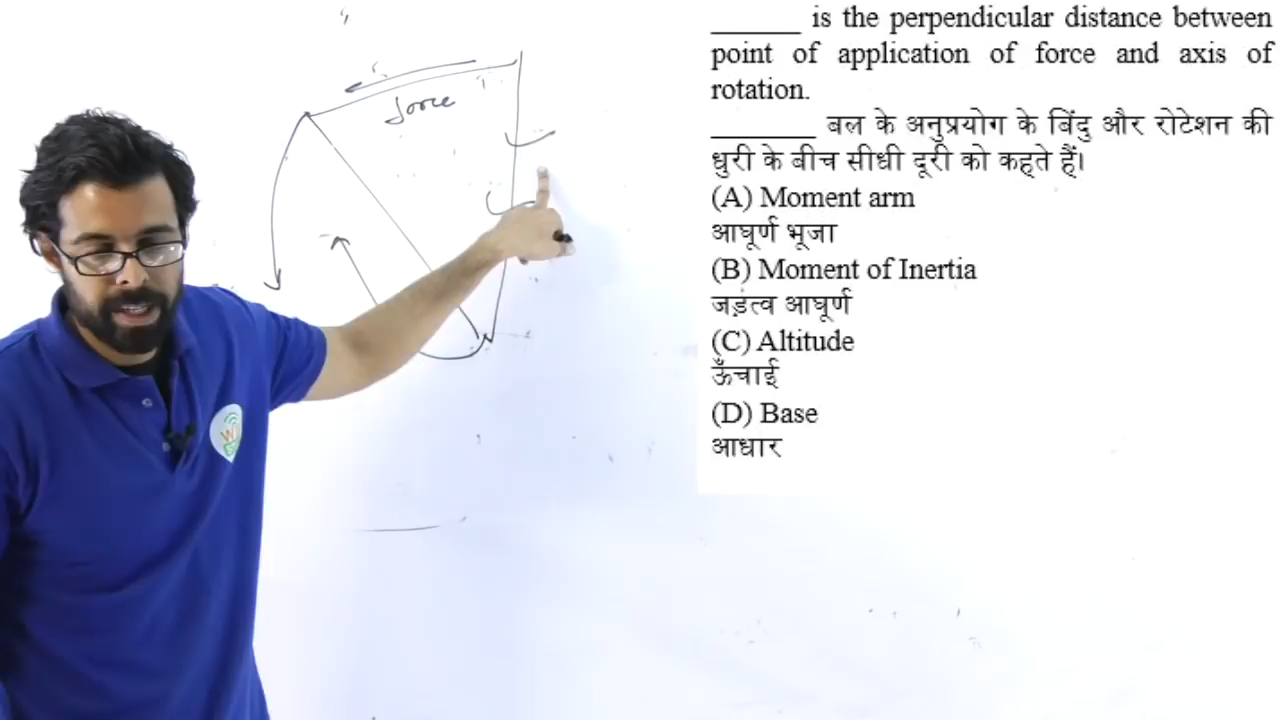 ______ is the perpendicular distance between
point of application of force and axis of
rotation.
_______ बल के अनुप्रयोग के बिंदु और रोटेशन की
धुरी के बीच सीधी दूरी को कहते हैं।
(A) Moment arm
आघूर्ण भूजा
(B) Moment of Inertia
जड़त्व आघूर्ण
(C) Altitude
ऊँचाई
(D) Base
आधार
force